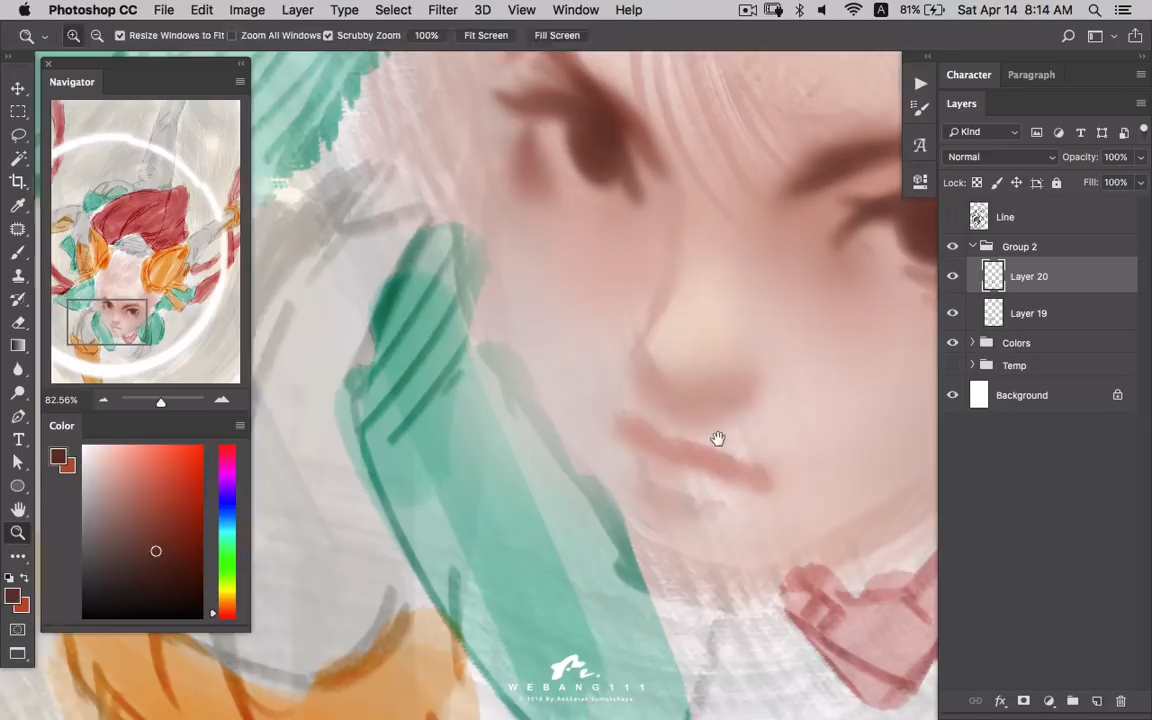 Photoshop CC File Edit Image Layer Type Select Filter 3D View Window Help A 81% Sat Apr 14 8:14 AM
Resize Windows to Fit Zoom All Windows Scrubby Zoom 100% Fit Screen Fill Screen
Navigator
82.56%
Color
Character Paragraph
Layers
Kind
Normal Opacity: 100%
Lock: Fill: 100%
Line
Group 2
Layer 20
Layer 19
Colors
Temp
Background
WEBANG111